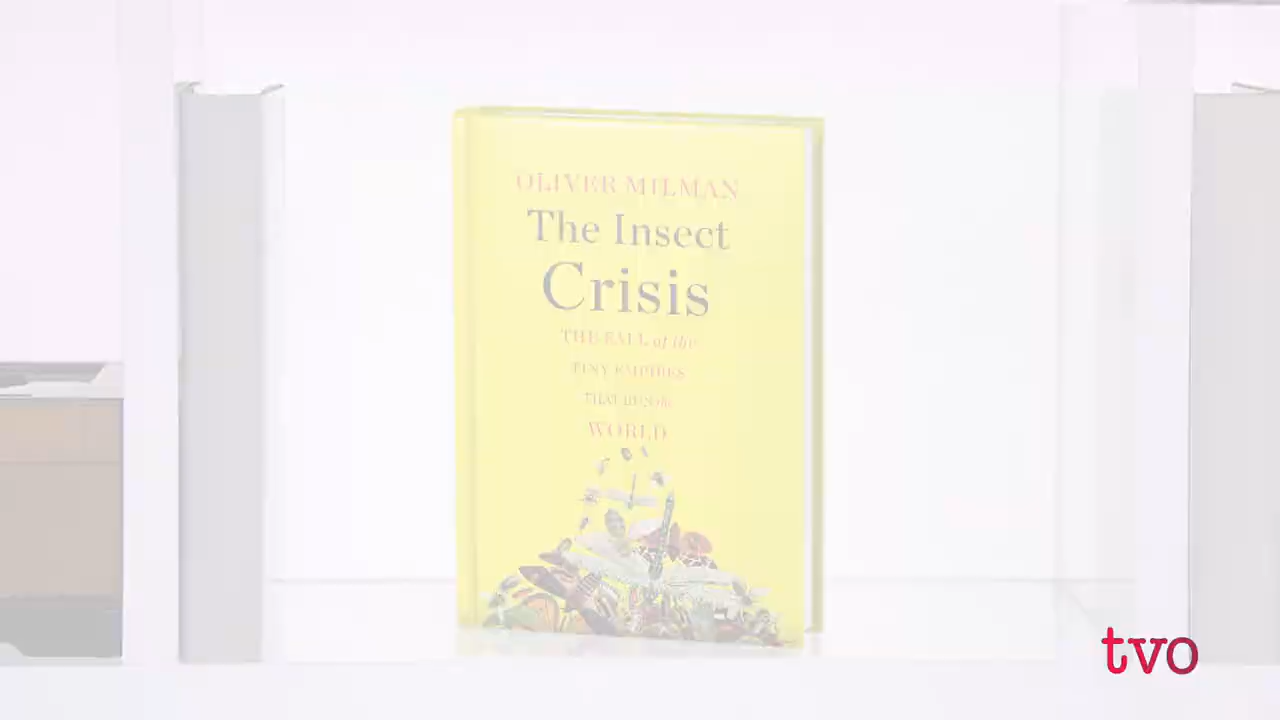 OLIVER MILMAN
The Insect
Crisis
THE FALL of the
TINY EMPIRES
THAT RUN the
WORLD
tvo